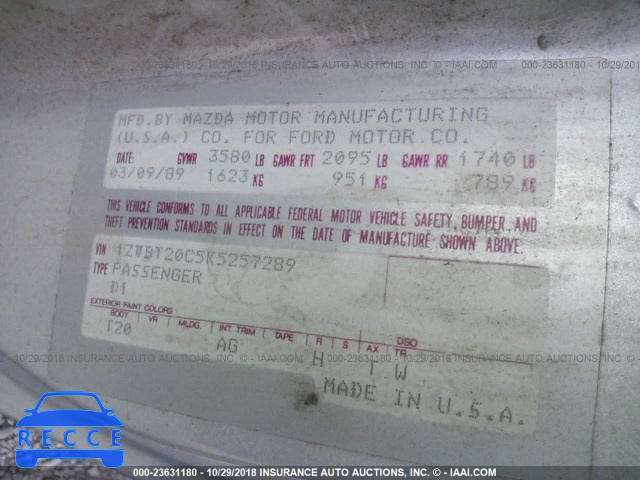 000-23631180 - 10/29/2018 INSURANCE AUTO AUCTIONS, INC. © - IAAI.COM
MFD.BY MAZDA MOTOR MANUFACTURING
(U.S.A.) CO. FOR FORD MOTOR CO.
DATE: GVWR 3580 LB GAWR FRT 2095 LB GAWR RR 1740 LB
03/09/89 1623 KG 951 KG 789 KG
THIS VEHICLE CONFORMS TO ALL APPLICABLE FEDERAL MOTOR VEHICLE SAFETY, BUMPER, AND
THEFT PREVENTION STANDARDS IN EFFECT ON THE DATE OF MANUFACTURE SHOWN ABOVE.
VIN 1ZVBT20C5K5257289
TYPE PASSENGER
D1
EXTERIOR PAINT COLORS DSO
BODY VR MLDG. INT. TRIM TAPE R S AX TR
T20 AG H T W
MADE IN U.S.A.
RECCE
000-23631180 - 10/29/2018 INSURANCE AUTO AUCTIONS, INC. © - IAAI.COM